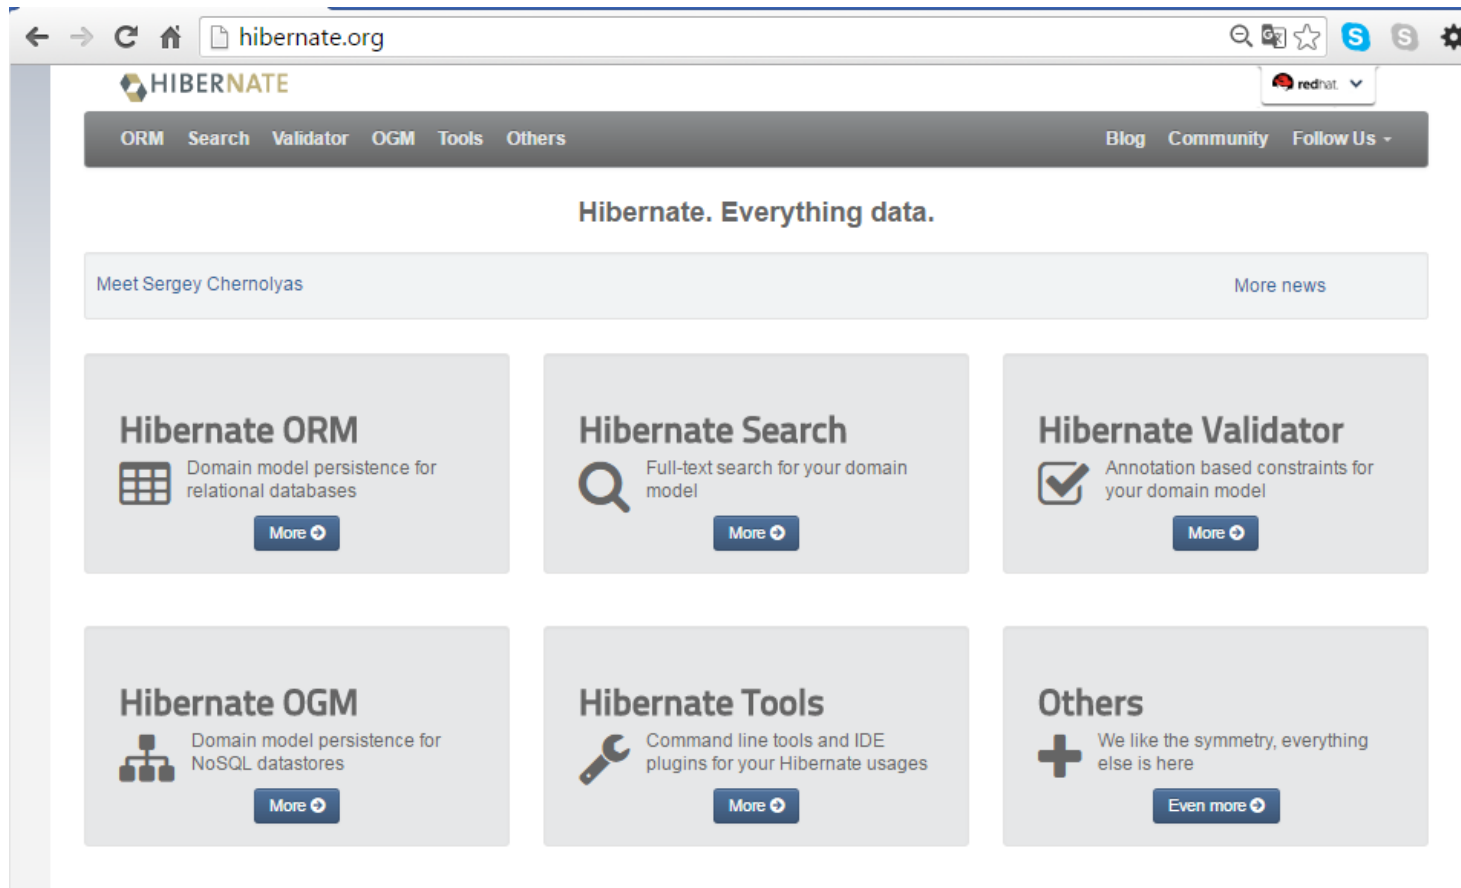 hibernate.org
HIBERNATE
redhat.
ORM Search Validator OGM Tools Others Blog Community Follow Us
Hibernate. Everything data.
Meet Sergey Chernolyas More news
Hibernate ORM
Domain model persistence for
relational databases
More
Hibernate Search
Full-text search for your domain
model
More
Hibernate Validator
Annotation based constraints for
your domain model
More
Hibernate OGM
Domain model persistence for
NoSQL datastores
More
Hibernate Tools
Command line tools and IDE
plugins for your Hibernate usages
More
Others
We like the symmetry, everything
else is here
Even more